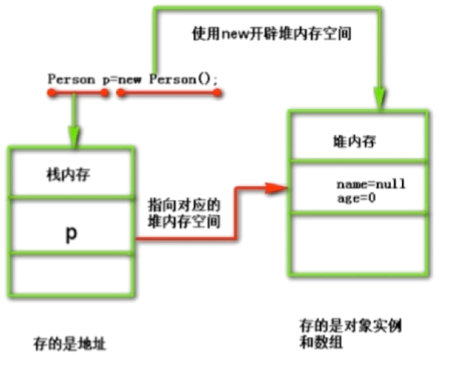 使用new开辟堆内存空间
Person p=new Person();
栈内存
堆内存
name=null
age=0
p
指向对应的
堆内存空间
存的是地址
存的是对象实例
和数组